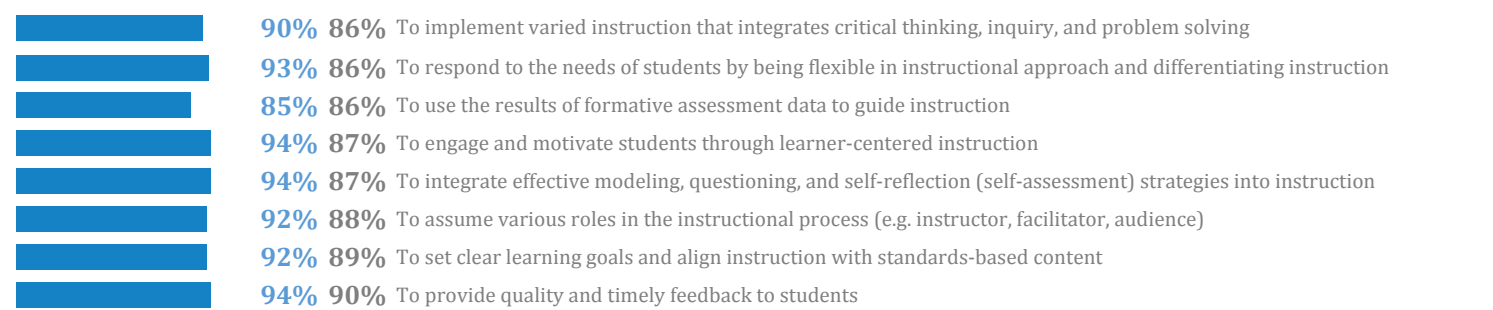 90% 86% To implement varied instruction that integrates critical thinking, inquiry, and problem solving
93% 86% To respond to the needs of students by being flexible in instructional approach and differentiating instruction
85% 86% To use the results of formative assessment data to guide instruction
94% 87% To engage and motivate students through learner-centered instruction
94% 87% To integrate effective modeling, questioning, and self-reflection (self-assessment) strategies into instruction
92% 88% To assume various roles in the instructional process (e.g. instructor, facilitator, audience)
92% 89% To set clear learning goals and align instruction with standards-based content
94% 90% To provide quality and timely feedback to students